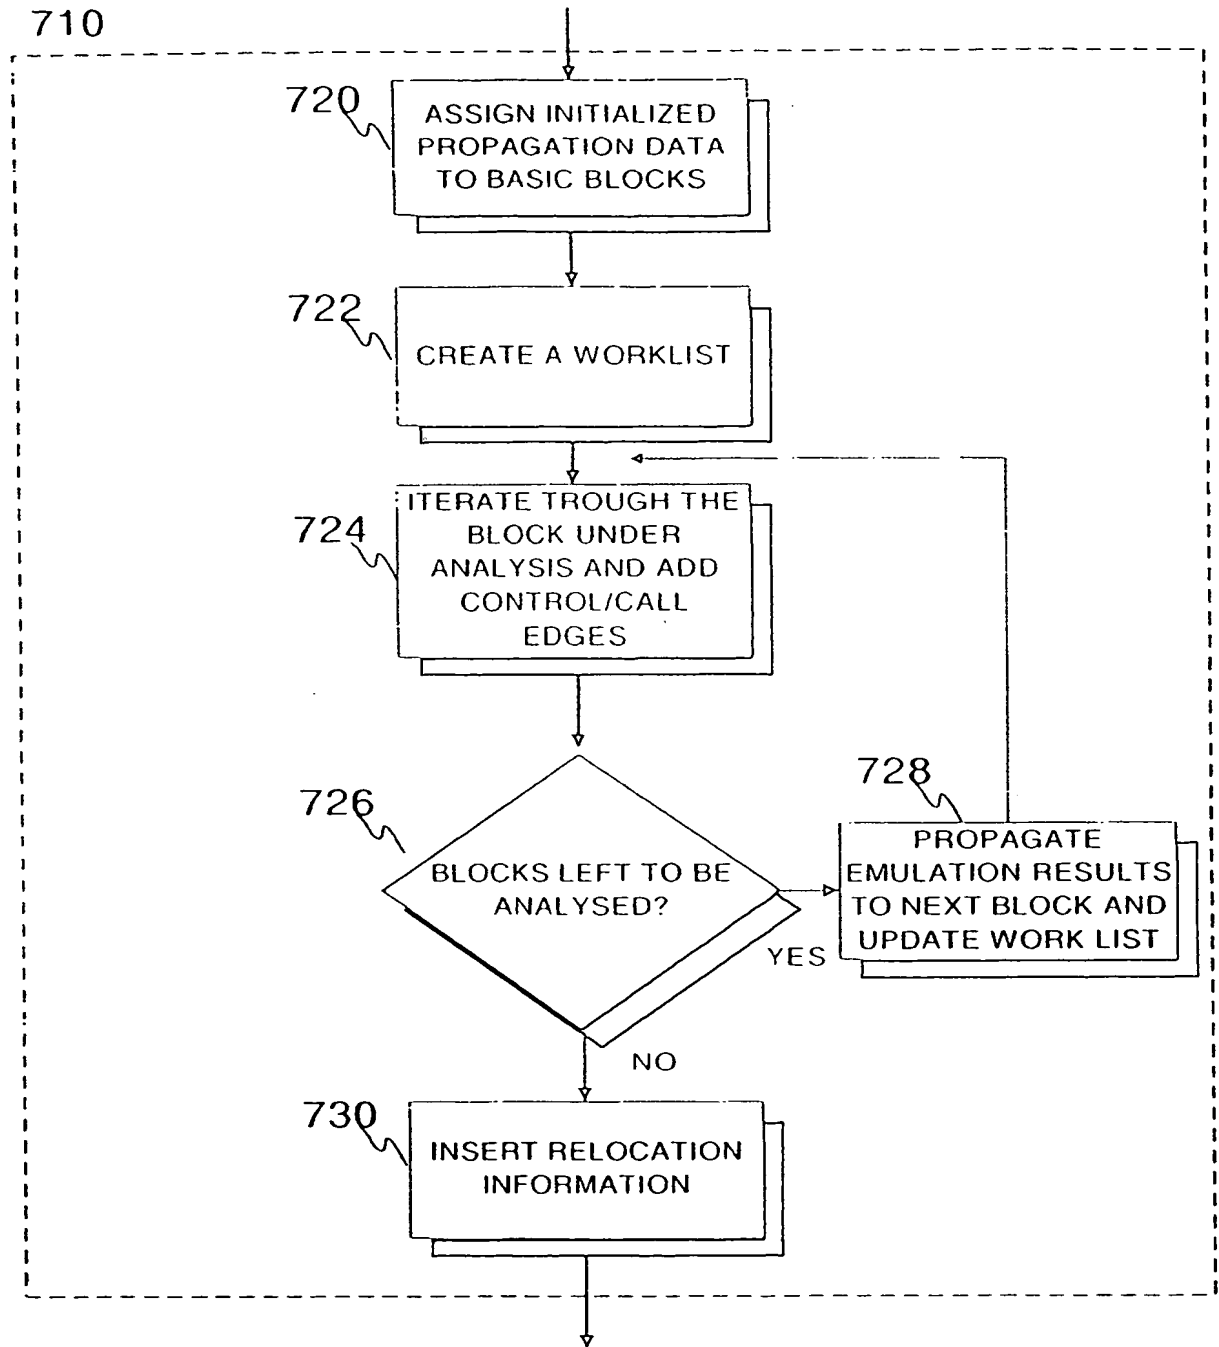 710
720
ASSIGN INITIALIZED
PROPAGATION DATA
TO BASIC BLOCKS
722
CREATE A WORKLIST
724
ITERATE TROUGH THE
BLOCK UNDER
ANALYSIS AND ADD
CONTROL/CALL
EDGES
726
BLOCKS LEFT TO BE
ANALYSED?
YES
728
PROPAGATE
EMULATION RESULTS
TO NEXT BLOCK AND
UPDATE WORK LIST
NO
730
INSERT RELOCATION
INFORMATION